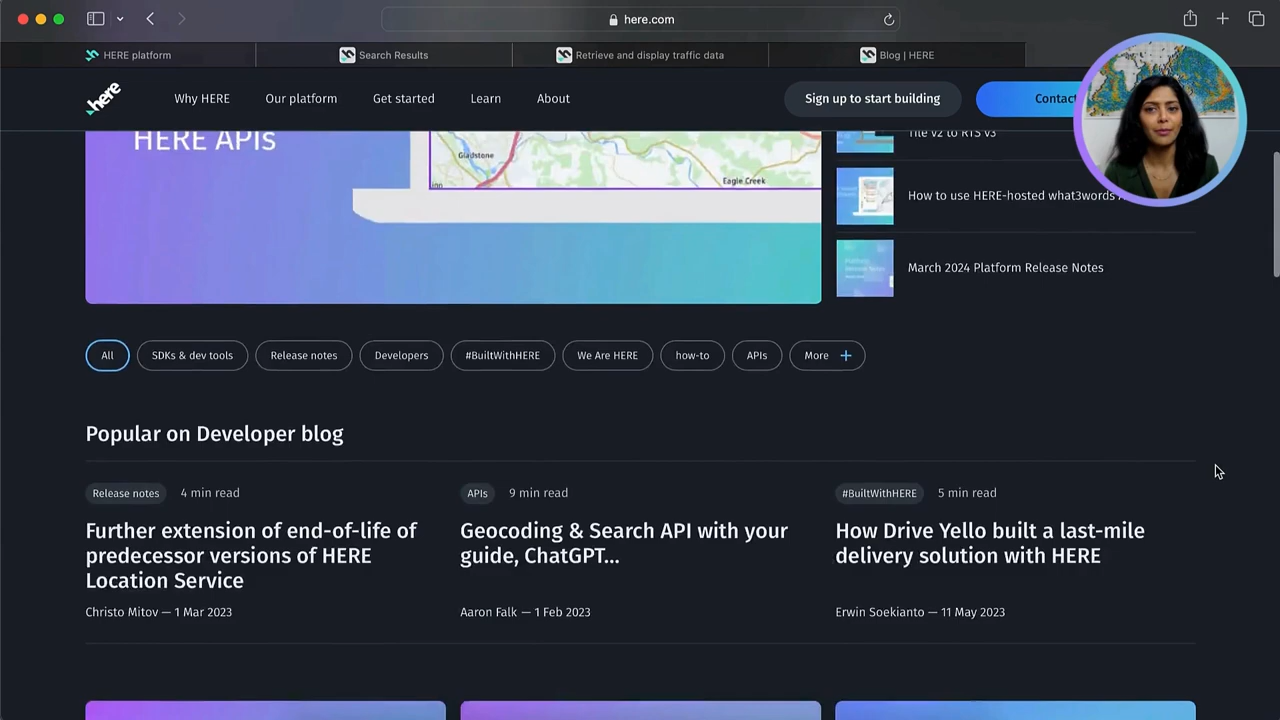 here.com
HERE platform
Search Results
Retrieve and display traffic data
Blog | HERE
here
Why HERE
Our platform
Get started
Learn
About
Sign up to start building
Contact
HERE APIs
Gladstone
Eagle Creek
Tile v2 to RTS v3
How to use HERE-hosted what3words
March 2024 Platform Release Notes
All
SDKs & dev tools
Release notes
Developers
#BuiltWithHERE
We Are HERE
how-to
APIs
More +
Popular on Developer blog
Release notes 4 min read
Further extension of end-of-life of
predecessor versions of HERE
Location Service
Christo Mitov — 1 Mar 2023
APIs 9 min read
Geocoding & Search API with your
guide, ChatGPT...
Aaron Falk — 1 Feb 2023
#BuiltWithHERE 5 min read
How Drive Yello built a last-mile
delivery solution with HERE
Erwin Soekianto — 11 May 2023